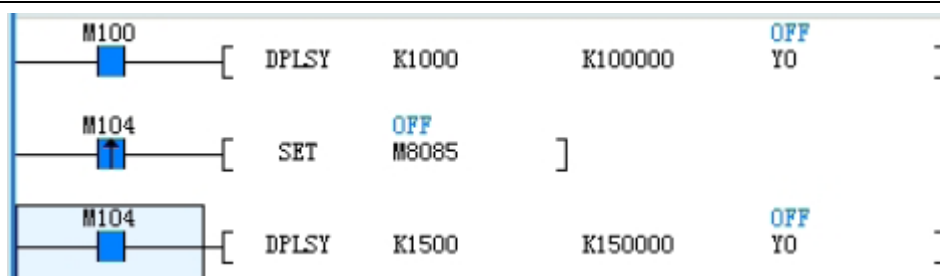 M100
OFF
[ DPLSY K1000 K100000 Y0 ]
M104
OFF
[ SET M8085 ]
M104
OFF
[ DPLSY K1500 K150000 Y0 ]